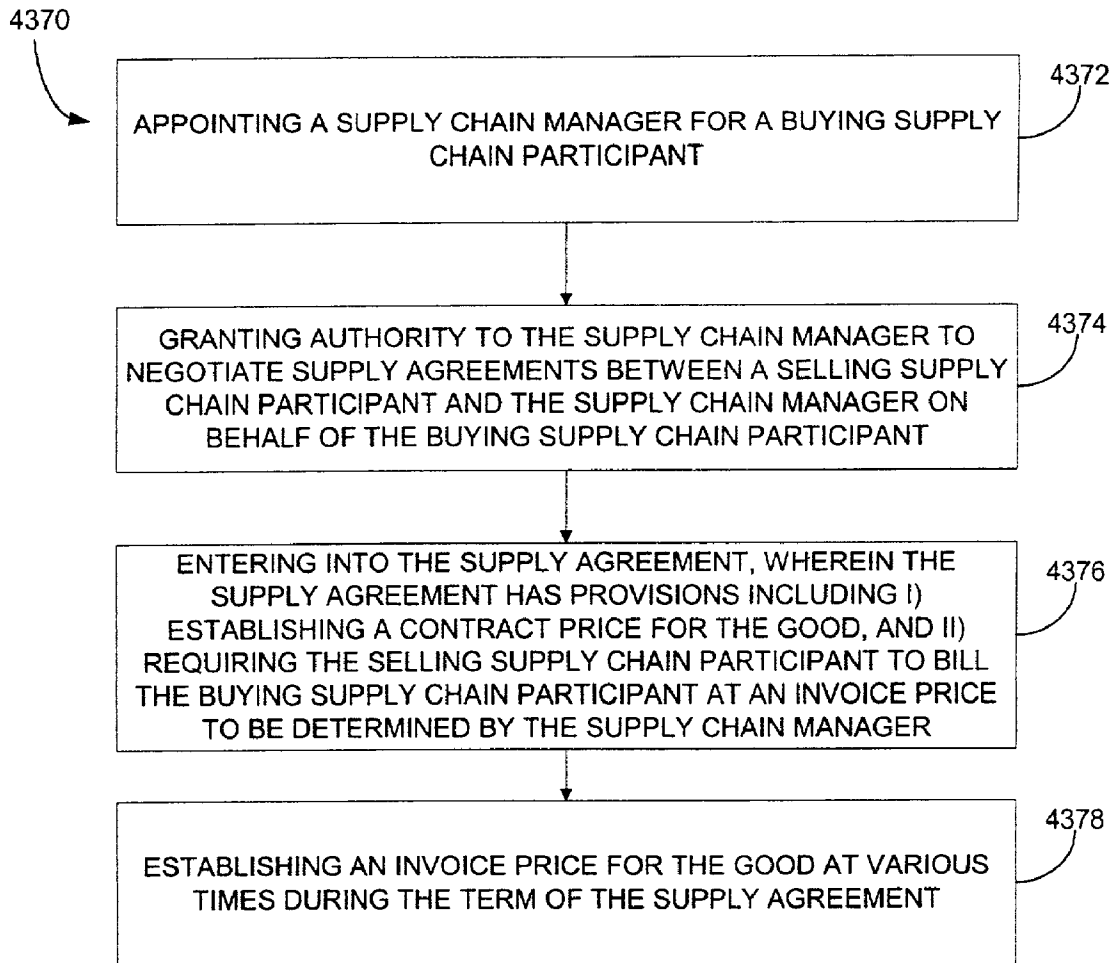 4370
4372
APPOINTING A SUPPLY CHAIN MANAGER FOR A BUYING SUPPLY
CHAIN PARTICIPANT
4374
GRANTING AUTHORITY TO THE SUPPLY CHAIN MANAGER TO
NEGOTIATE SUPPLY AGREEMENTS BETWEEN A SELLING SUPPLY
CHAIN PARTICIPANT AND THE SUPPLY CHAIN MANAGER ON
BEHALF OF THE BUYING SUPPLY CHAIN PARTICIPANT
4376
ENTERING INTO THE SUPPLY AGREEMENT, WHEREIN THE
SUPPLY AGREEMENT HAS PROVISIONS INCLUDING I)
ESTABLISHING A CONTRACT PRICE FOR THE GOOD, AND II)
REQUIRING THE SELLING SUPPLY CHAIN PARTICIPANT TO BILL
THE BUYING SUPPLY CHAIN PARTICIPANT AT AN INVOICE PRICE
TO BE DETERMINED BY THE SUPPLY CHAIN MANAGER
4378
ESTABLISHING AN INVOICE PRICE FOR THE GOOD AT VARIOUS
TIMES DURING THE TERM OF THE SUPPLY AGREEMENT